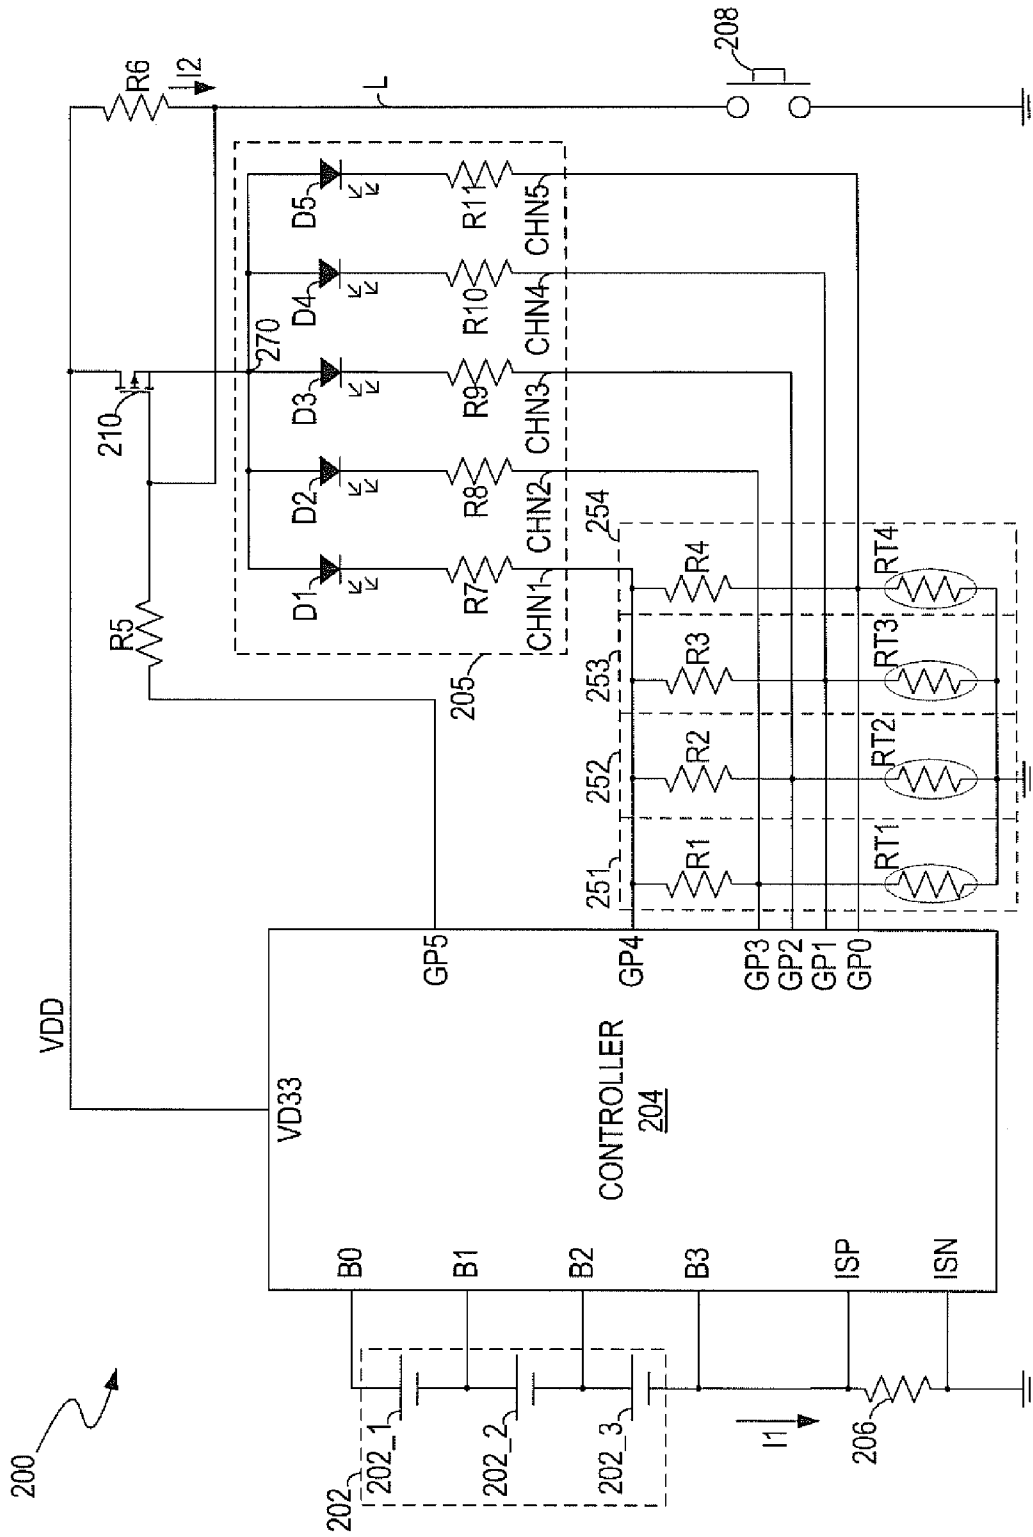 200
VDD
R6
I2
L
208
210
R5
270
D1
D2
D3
D4
D5
R7
R8
R9
R10
R11
CHN1
CHN2
CHN3
CHN4
CHN5
205
VD33
GP5
GP4
GP3
GP2
GP1
GP0
CONTROLLER
204
B0
B1
B2
B3
ISP
ISN
202
202_1
202_2
202_3
I1
206
251
252
253
254
R1
R2
R3
R4
RT1
RT2
RT3
RT4